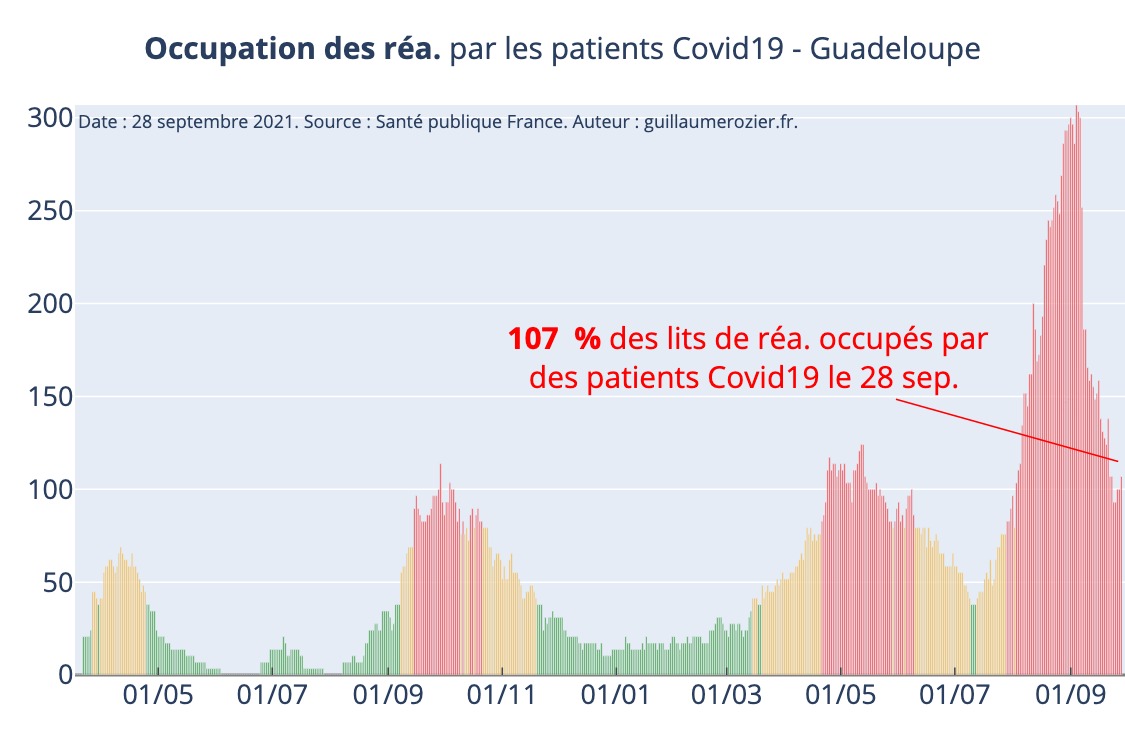 Occupation des réa. par les patients Covid19 - Guadeloupe
300
Date : 28 septembre 2021. Source : Santé publique France. Auteur : guillaumerozier.fr.
250
200
107 % des lits de réa. occupés par
des patients Covid19 le 28 sep.
150
100
50
0
01/05 01/07 01/09 01/11 01/01 01/03 01/05 01/07 01/09